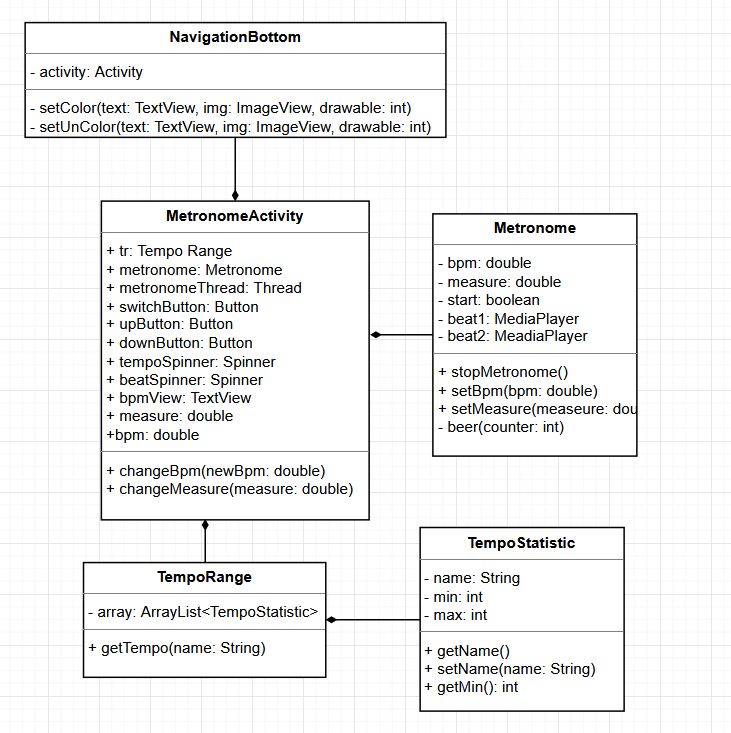 NavigationBottom
- activity: Activity
- setColor(text: TextView, img: ImageView, drawable: int)
- setUnColor(text: TextView, img: ImageView, drawable: int)
MetronomeActivity
+ tr: Tempo Range
+ metronome: Metronome
+ metronomeThread: Thread
+ switchButton: Button
+ upButton: Button
+ downButton: Button
+ tempoSpinner: Spinner
+ beatSpinner: Spinner
+ bpmView: TextView
+ measure: double
+bpm: double
+ changeBpm(newBpm: double)
+ changeMeasure(measure: double)
Metronome
- bpm: double
- measure: double
- start: boolean
- beat1: MediaPlayer
- beat2: MeadiaPlayer
+ stopMetronome()
+ setBpm(bpm: double)
+ setMeasure(measeure: dou
- beer(counter: int)
TempoRange
- array: ArrayList<TempoStatistic>
+ getTempo(name: String)
TempoStatistic
- name: String
- min: int
- max: int
+ getName()
+ setName(name: String)
+ getMin(): int